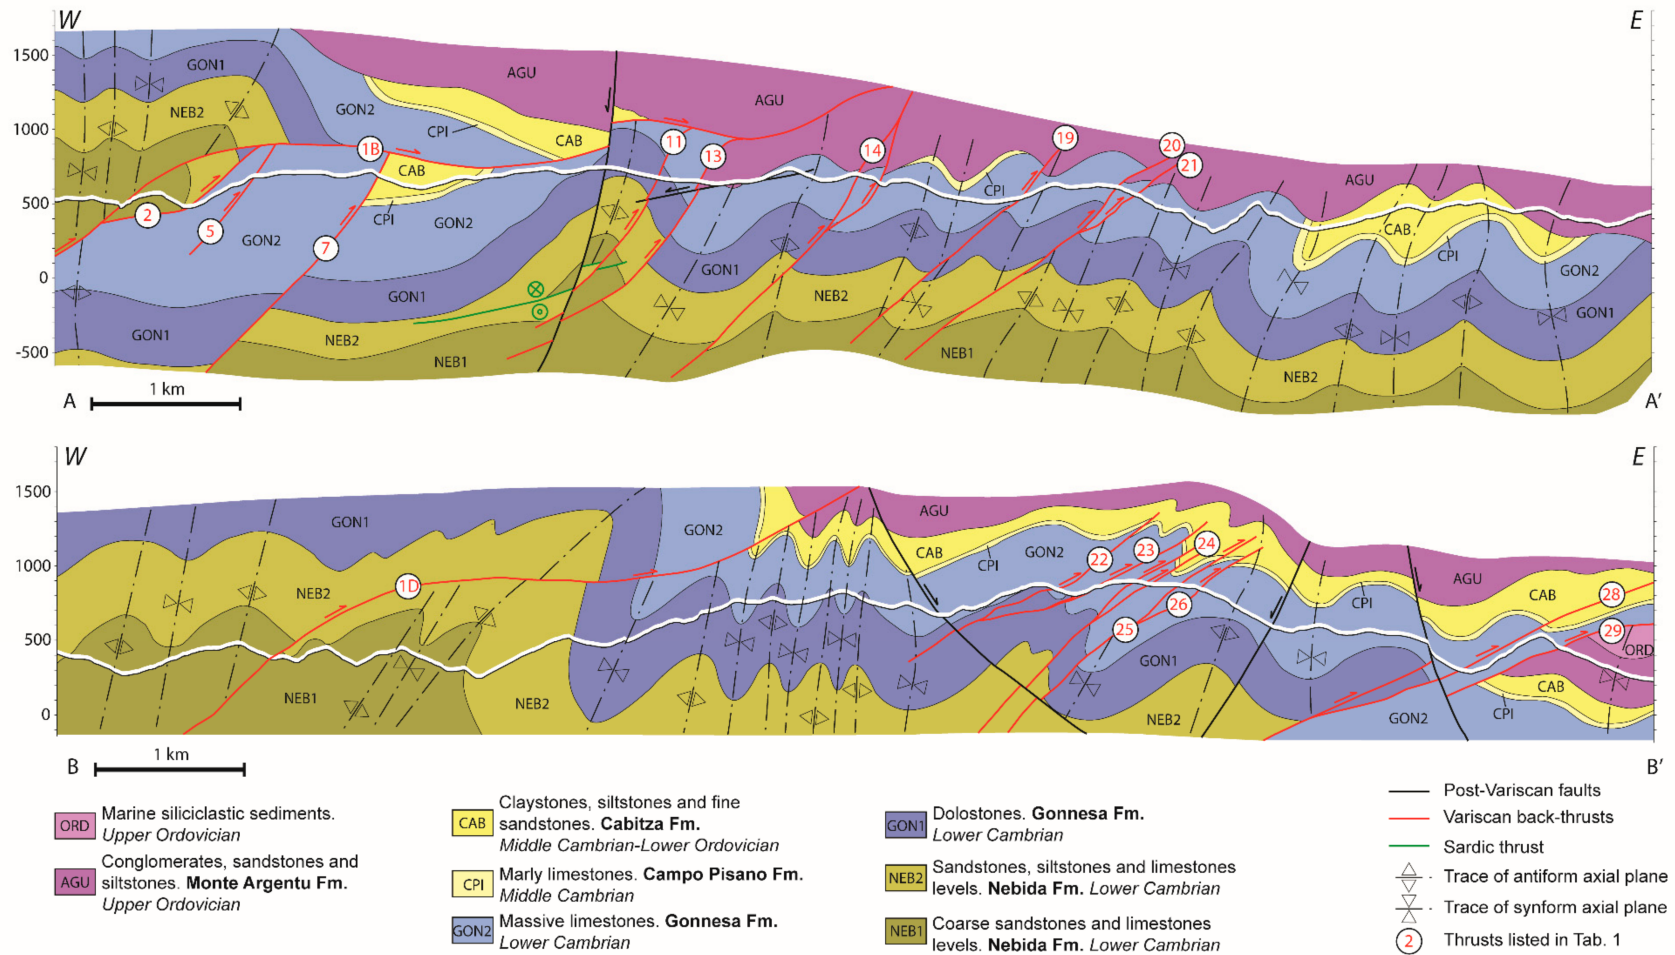 W
E
1500
1000
500
0
-500
GON1
NEB2
AGU
GON2
CPI
CAB
1B
CAB
CPI
GON2
2
5
7
GON2
GON1
GON1
NEB2
NEB1
AGU
11
13
14
19
20
21
CPI
AGU
CAB
CPI
GON2
GON1
GON1
NEB2
NEB1
NEB2
1 km
A
A'
W
E
1500
1000
500
0
GON1
NEB2
1D
NEB1
NEB2
GON2
AGU
CAB
CPI
GON2
22
23
24
25
26
GON1
NEB2
AGU
CPI
CAB
28
29
ORD
CAB
CPI
GON2
1 km
B
B'
ORD
Marine siliciclastic sediments.
Upper Ordovician
AGU
Conglomerates, sandstones and
siltstones. Monte Argentu Fm.
Upper Ordovician
CAB
Claystones, siltstones and fine
sandstones. Cabitza Fm.
Middle Cambrian-Lower Ordovician
CPI
Marly limestones. Campo Pisano Fm.
Middle Cambrian
GON2
Massive limestones. Gonnesa Fm.
Lower Cambrian
GON1
Dolostones. Gonnesa Fm.
Lower Cambrian
NEB2
Sandstones, siltstones and limestones
levels. Nebida Fm. Lower Cambrian
NEB1
Coarse sandstones and limestones
levels. Nebida Fm. Lower Cambrian
Post-Variscan faults
Variscan back-thrusts
Sardic thrust
Trace of antiform axial plane
Trace of synform axial plane
2 Thrusts listed in Tab. 1